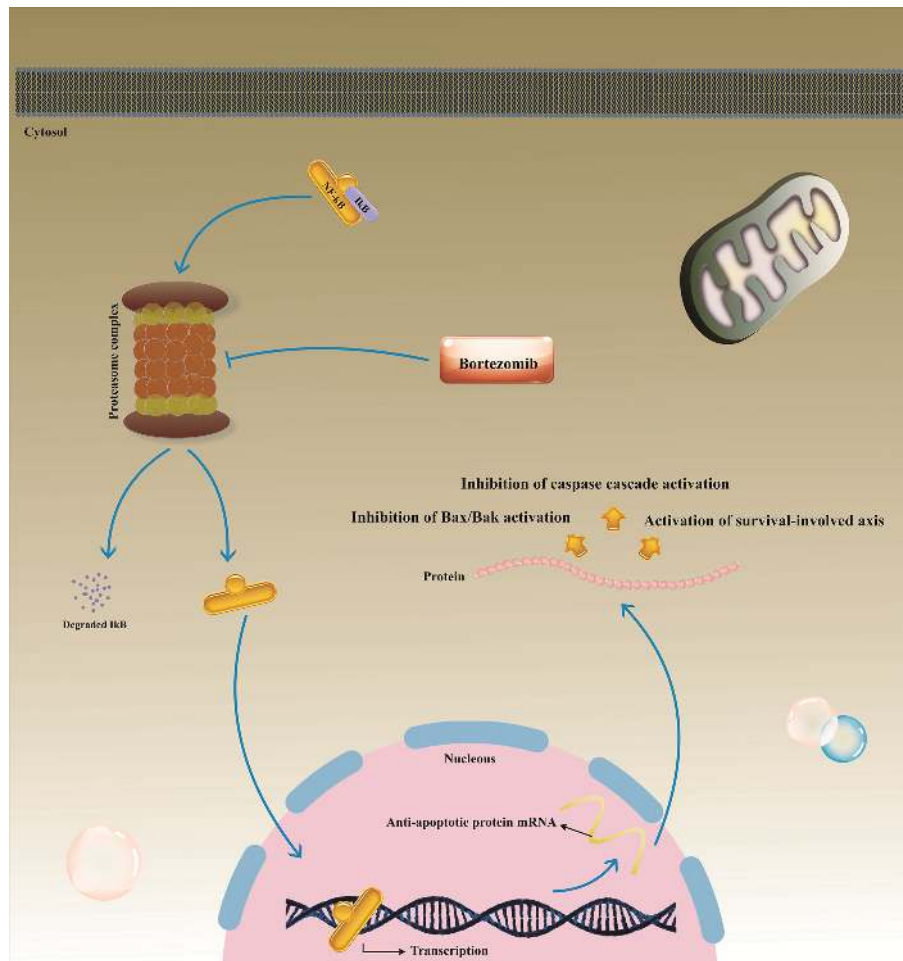 Cytosol
NF-kB
IkB
Proteasome complex
Bortezomib
Inhibition of caspase cascade activation
Inhibition of Bax/Bak activation
Activation of survival-involved axis
Protein
Degraded IkB
Nucleous
Anti-apoptotic protein mRNA
Transcription